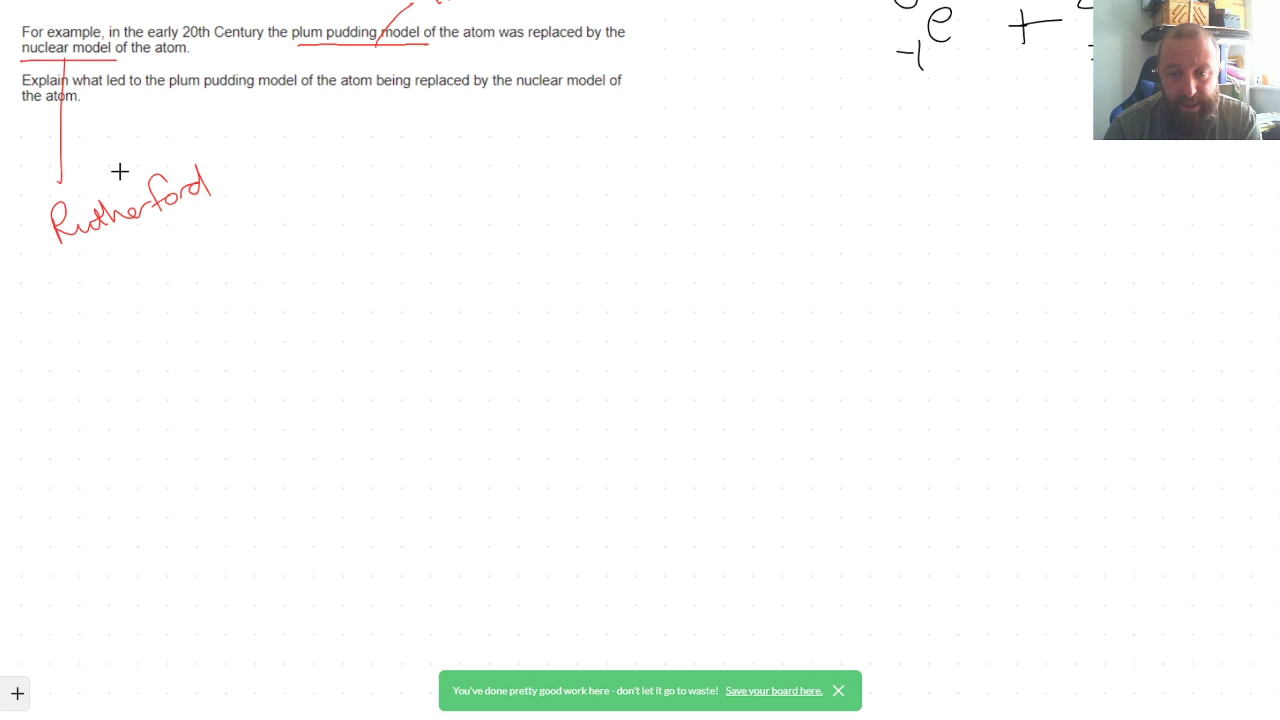 For example, in the early 20th Century the plum pudding model of the atom was replaced by the
nuclear model of the atom.
Explain what led to the plum pudding model of the atom being replaced by the nuclear model of
the atom.
e +
-1
Rutherford
You've done pretty good work here - don't let it go to waste! Save your board here.